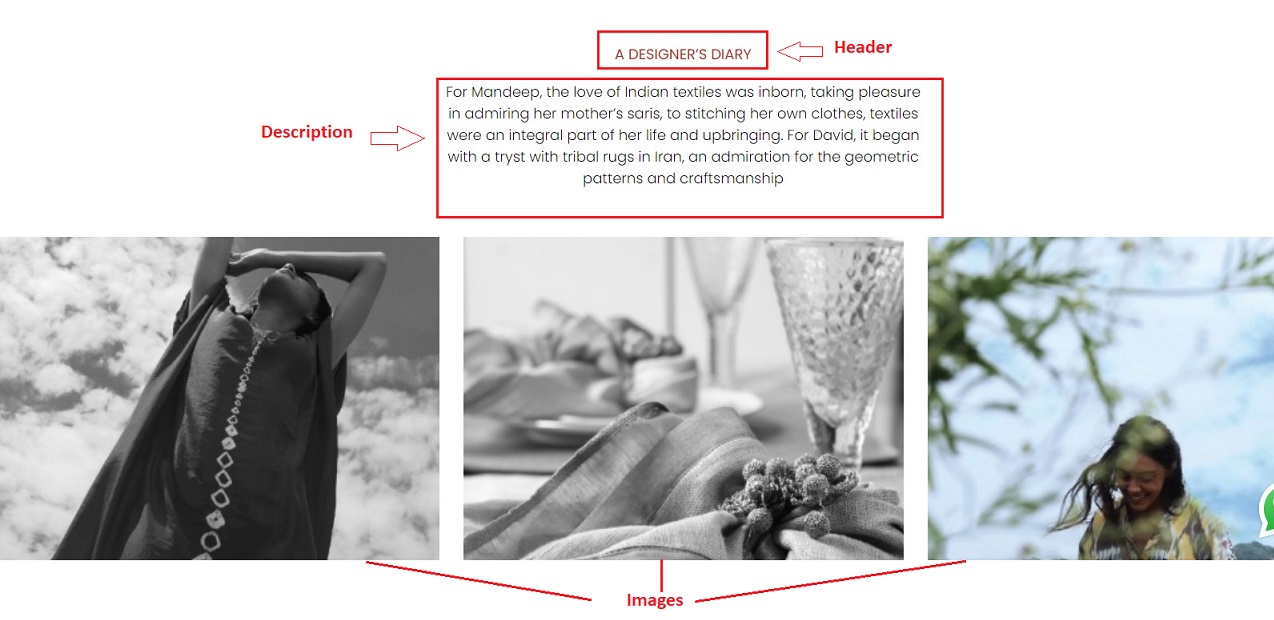 A DESIGNER’S DIARY
Header
For Mandeep, the love of Indian textiles was inborn, taking pleasure
in admiring her mother’s saris, to stitching her own clothes, textiles
Description
were an integral part of her life and upbringing. For David, it began
with a tryst with tribal rugs in Iran, an admiration for the geometric
patterns and craftsmanship
Images